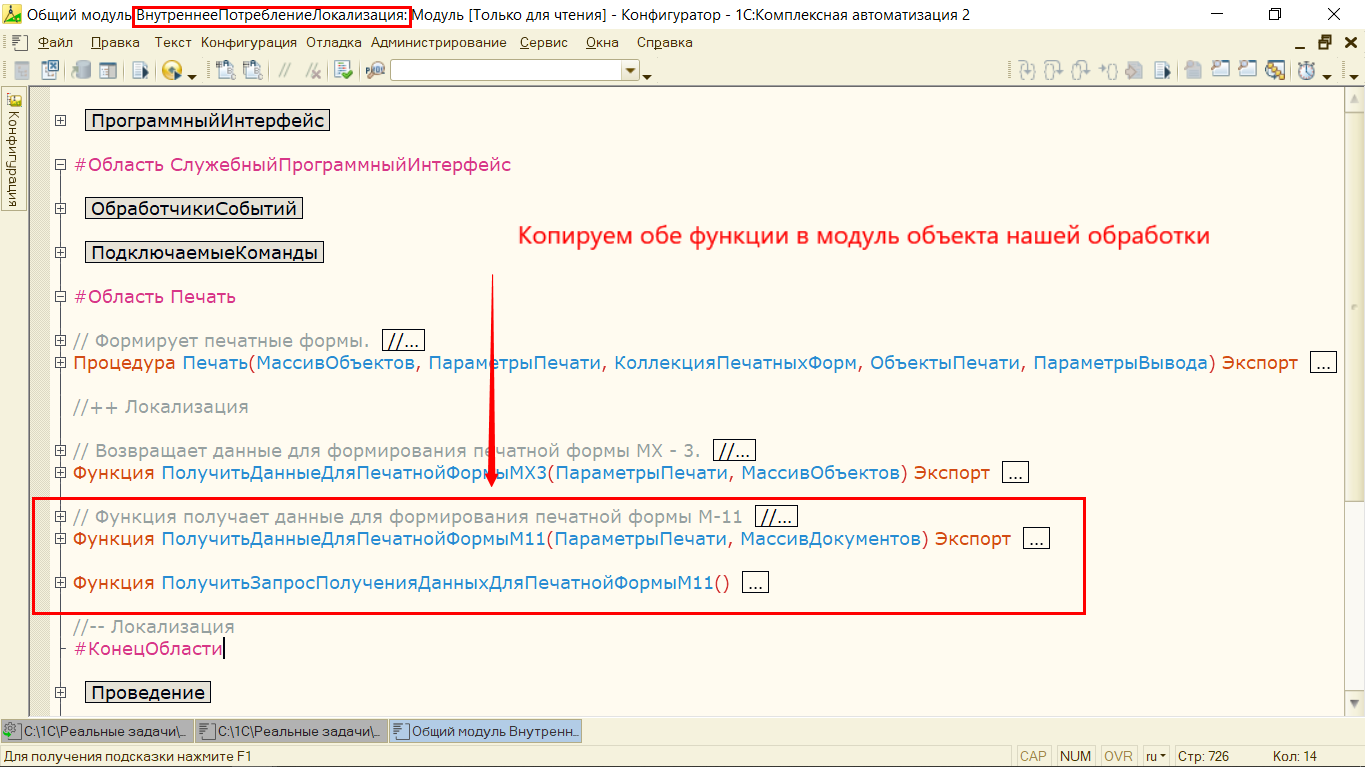 Общий модуль ВнутреннееПотреблениеЛокализация: Модуль [Только для чтения] - Конфигуратор - 1С:Комплексная автоматизация 2
Файл Правка Текст Конфигурация Отладка Администрирование Сервис Окна Справка
Конфигурация
ПрограммныйИнтерфейс
#Область СлужебныйПрограммныйИнтерфейс
ОбработчикиСобытий
Копируем обе функции в модуль объекта нашей обработки
ПодключаемыеКоманды
#Область Печать
// Формирует печатные формы. //...
Процедура Печать(МассивОбъектов, ПараметрыПечати, КоллекцияПечатныхФорм, ОбъектыПечати, ПараметрыВывода) Экспорт ...
//++ Локализация
// Возвращает данные для формирования печатной формы МХ - 3. //...
Функция ПолучитьДанныеДляПечатнойФормыМХ3(ПараметрыПечати, МассивОбъектов) Экспорт ...
// Функция получает данные для формирования печатной формы М-11 //...
Функция ПолучитьДанныеДляПечатнойФормыМ11(ПараметрыПечати, МассивДокументов) Экспорт ...
Функция ПолучитьЗапросПолученияДанныхДляПечатнойФормыМ11() ...
//-- Локализация
#КонецОбласти
Проведение
C:\1С\Реальные задачи\... C:\1С\Реальные задачи\... Общий модуль Внутренн...
Для получения подсказки нажмите F1 CAP NUM OVR ru Стр: 726 Кол: 14